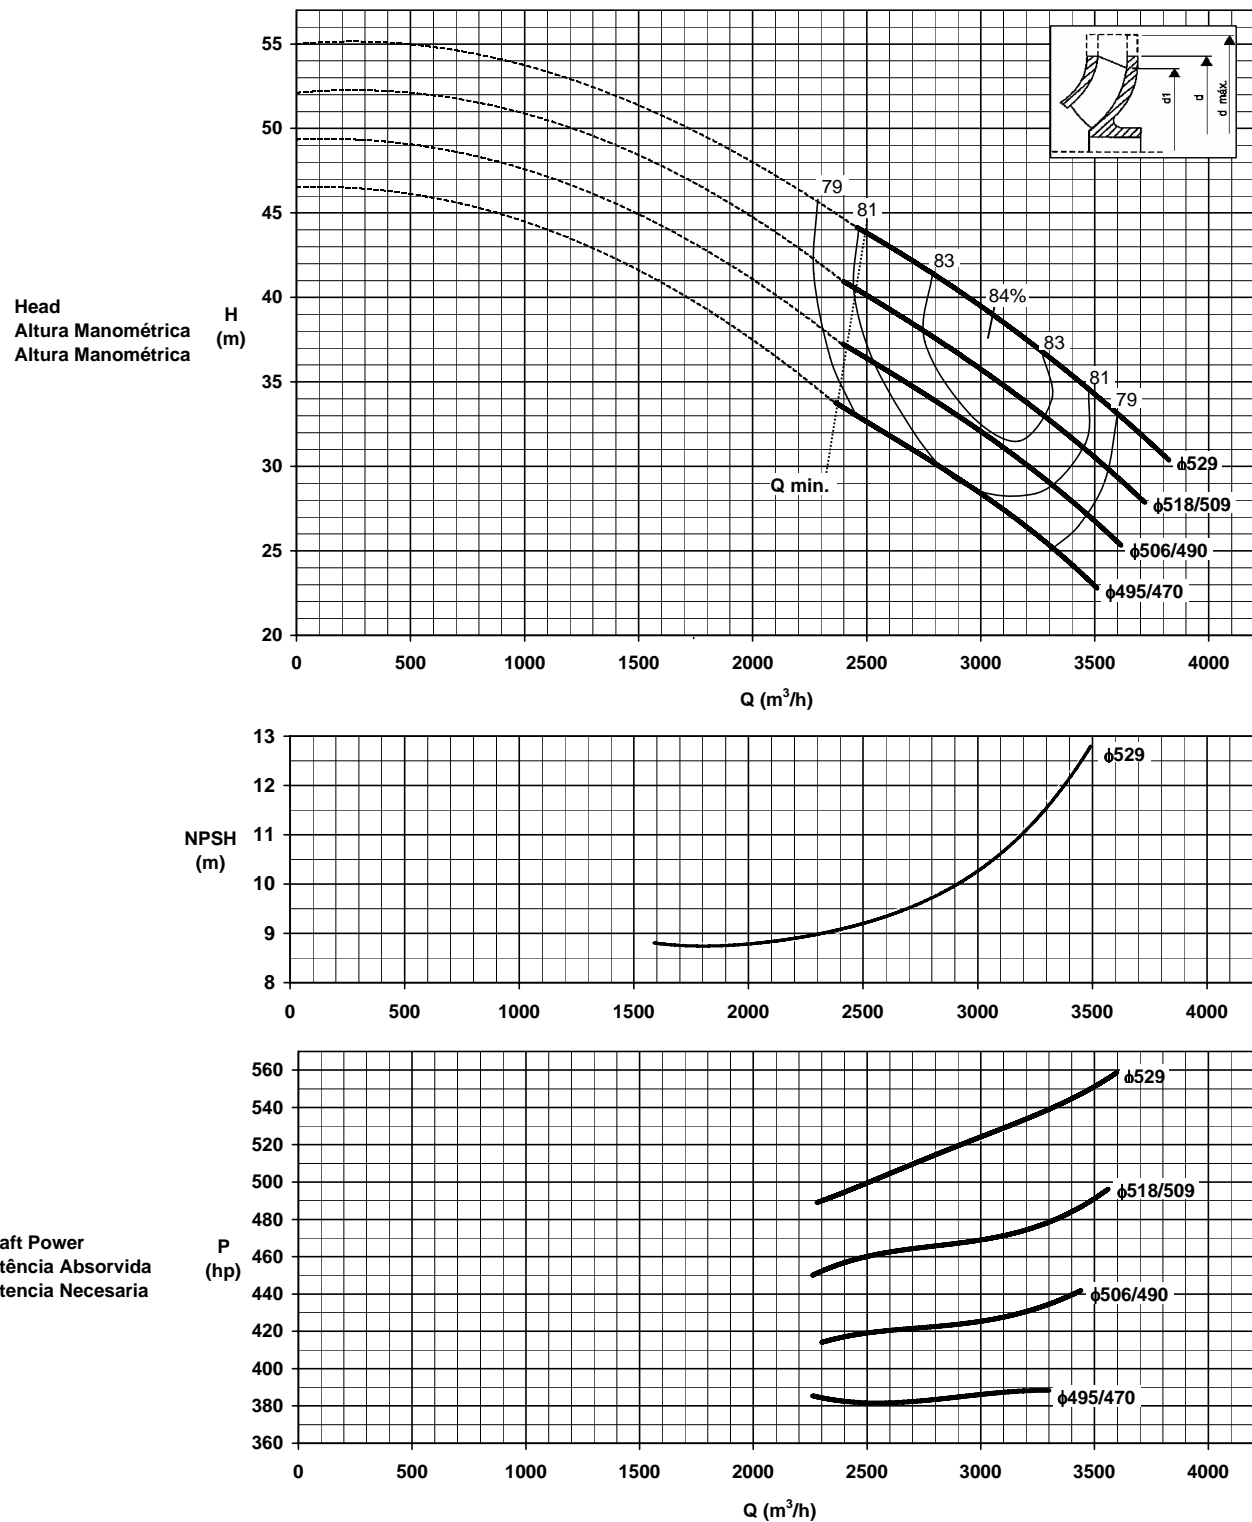 55
50
45
40
35
30
25
20
Head
Altura Manométrica
Altura Manométrica
H
(m)
d1
d
d máx.
79
81
83
84%
83
81
79
Q min.
ϕ529
ϕ518/509
ϕ506/490
ϕ495/470
0 500 1000 1500 2000 2500 3000 3500 4000
Q (m³/h)
13
12
11
10
9
8
NPSH
(m)
ϕ529
0 500 1000 1500 2000 2500 3000 3500 4000
560
540
520
500
480
460
440
420
400
380
360
aft Power
tência Absorvida
tencia Necesaria
P
(hp)
ϕ529
ϕ518/509
ϕ506/490
ϕ495/470
0 500 1000 1500 2000 2500 3000 3500 4000
Q (m³/h)